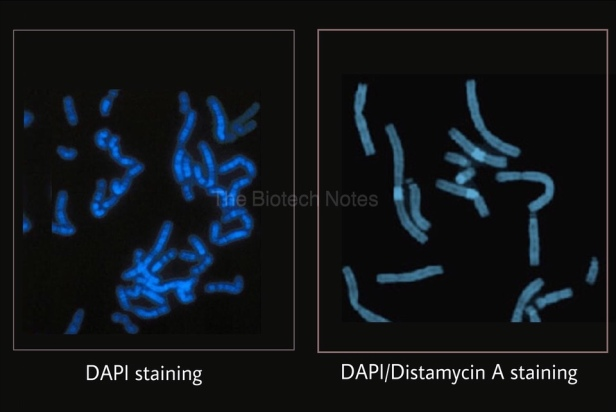 The Biotech Notes
DAPI staining
DAPI/Distamycin A staining